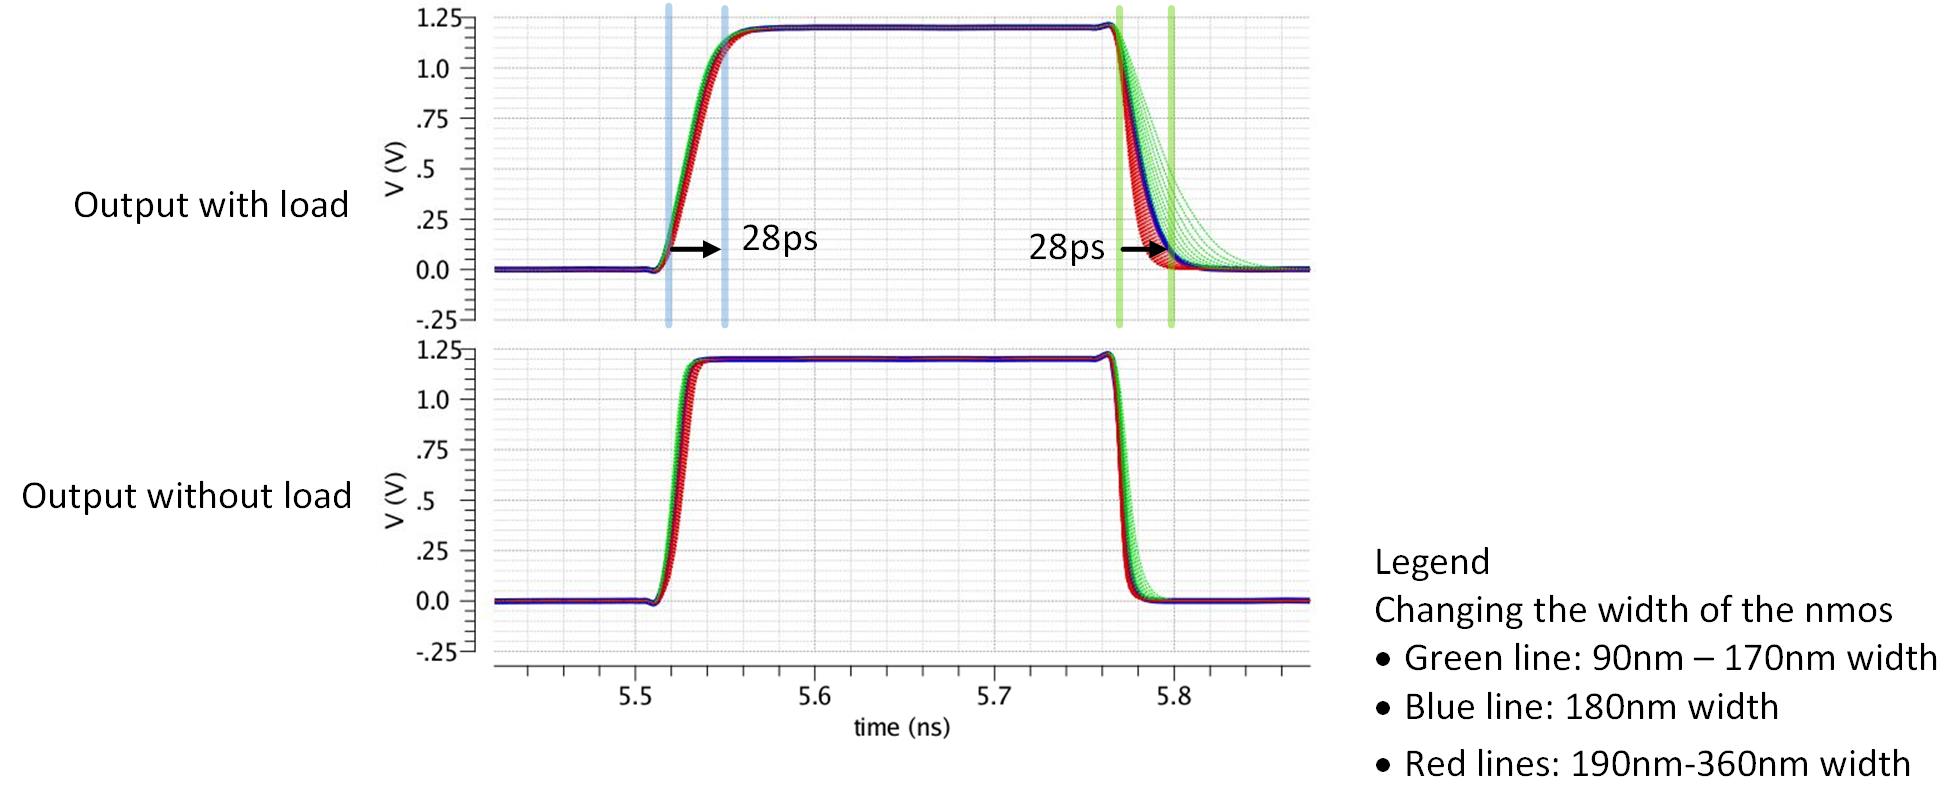 1.25
1.0
.75
.5
.25
0.0
-.25
V (V)
Output with load
28ps
28ps
1.25
1.0
.75
.5
.25
0.0
-.25
V (V)
Output without load
5.5 5.6 5.7 5.8
time (ns)
Legend
Changing the width of the nmos
• Green line: 90nm – 170nm width
• Blue line: 180nm width
• Red lines: 190nm-360nm width